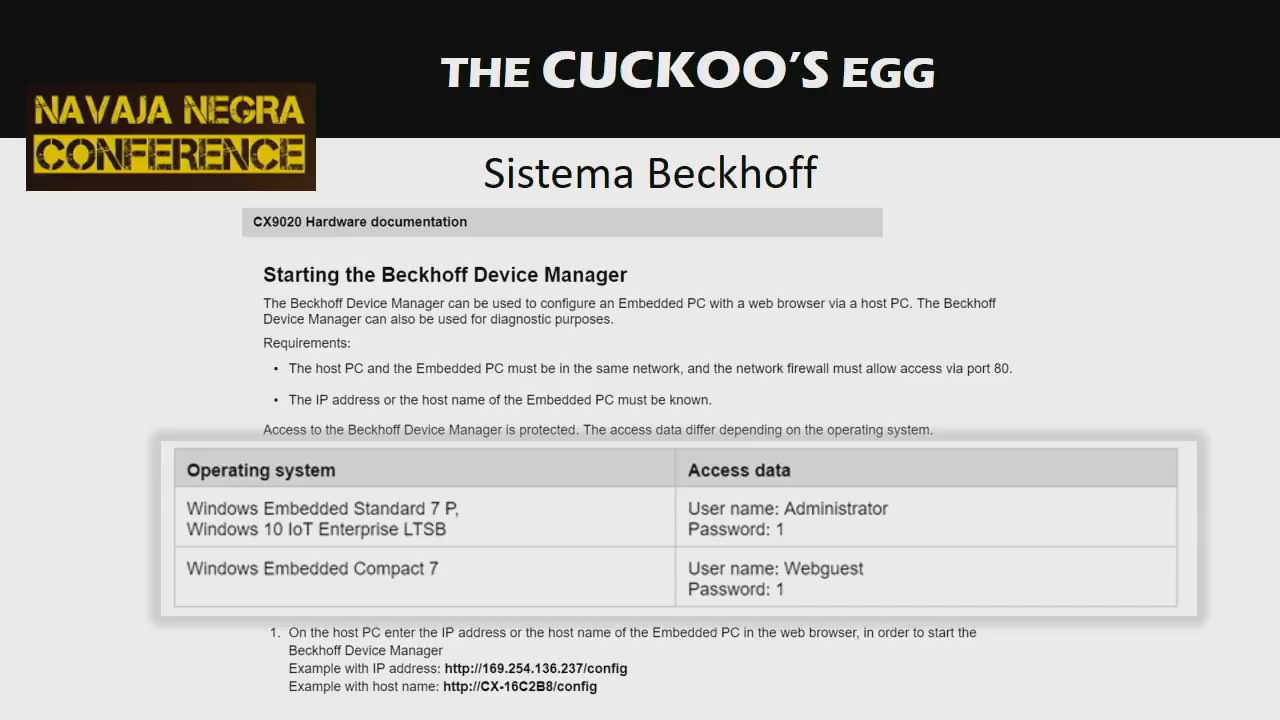 THE CUCKOO'S EGG
NAVAJA NEGRA
CONFERENCE
Sistema Beckhoff
CX9020 Hardware documentation
Starting the Beckhoff Device Manager
The Beckhoff Device Manager can be used to configure an Embedded PC with a web browser via a host PC. The Beckhoff
Device Manager can also be used for diagnostic purposes.
Requirements:
• The host PC and the Embedded PC must be in the same network, and the network firewall must allow access via port 80.
• The IP address or the host name of the Embedded PC must be known.
Access to the Beckhoff Device Manager is protected. The access data differ depending on the operating system.
Operating system
Access data
Windows Embedded Standard 7 P,
Windows 10 IoT Enterprise LTSB
User name: Administrator
Password: 1
Windows Embedded Compact 7
User name: Webguest
Password: 1
1. On the host PC enter the IP address or the host name of the Embedded PC in the web browser, in order to start the
Beckhoff Device Manager
Example with IP address: http://169.254.136.237/config
Example with host name: http://CX-16C2B8/config